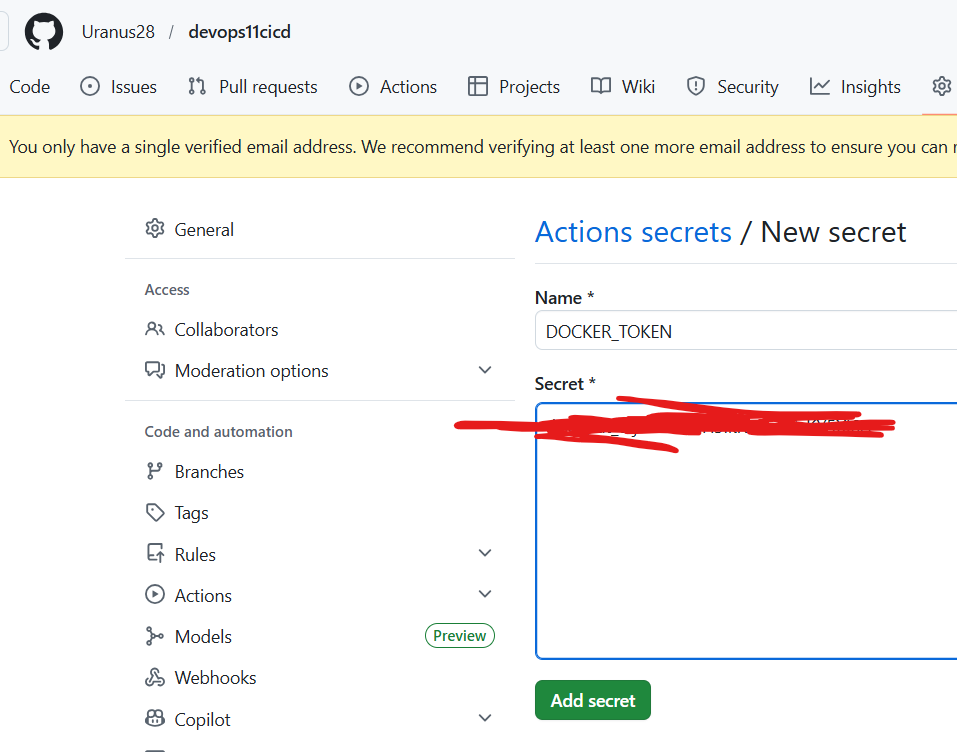 Uranus28 / devops11cicd
Code Issues Pull requests Actions Projects Wiki Security Insights
You only have a single verified email address. We recommend verifying at least one more email address to ensure you can
General
Access
Collaborators
Moderation options
Code and automation
Branches
Tags
Rules
Actions
Models Preview
Webhooks
Copilot
Actions secrets / New secret
Name *
DOCKER_TOKEN
Secret *
Add secret